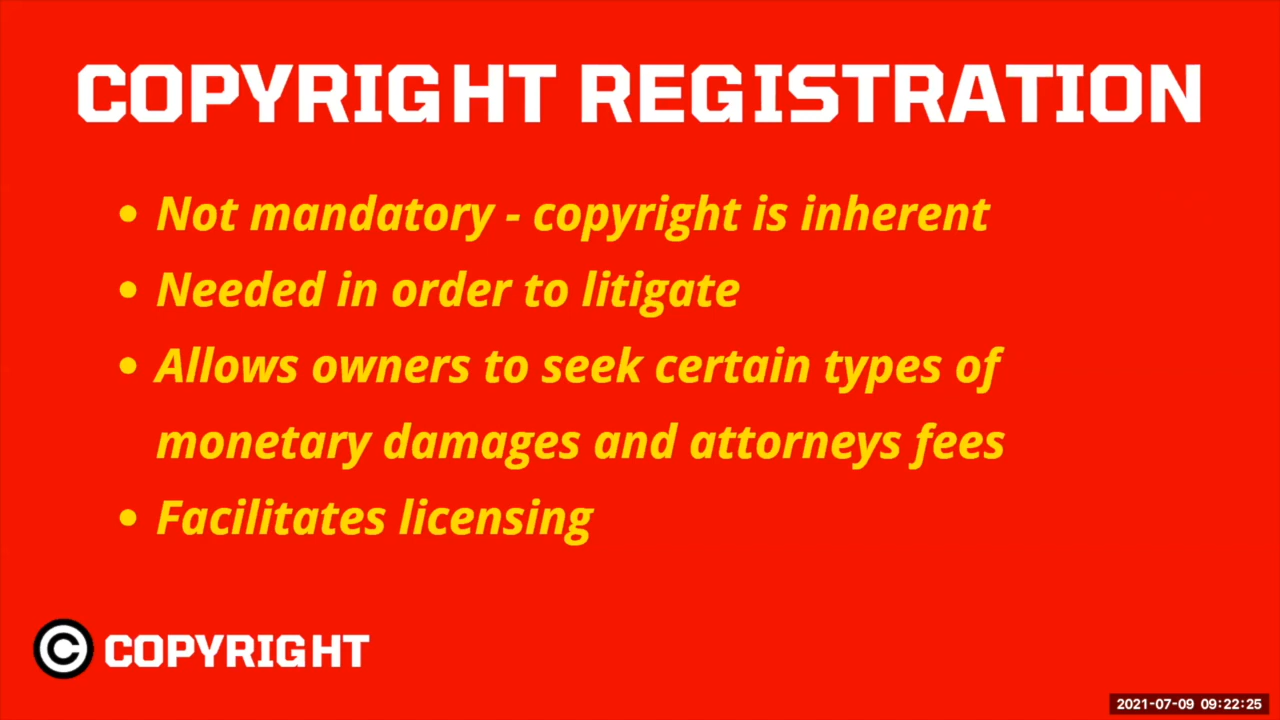 COPYRIGHT REGISTRATION
• Not mandatory - copyright is inherent
• Needed in order to litigate
• Allows owners to seek certain types of
monetary damages and attorneys fees
• Facilitates licensing
© COPYRIGHT
2021-07-09 09:22:25